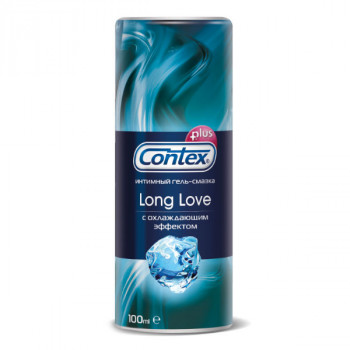 plus
Contex®
интимный гель-смазка
Long Love
с охлаждающим
эффектом
100ml ℮